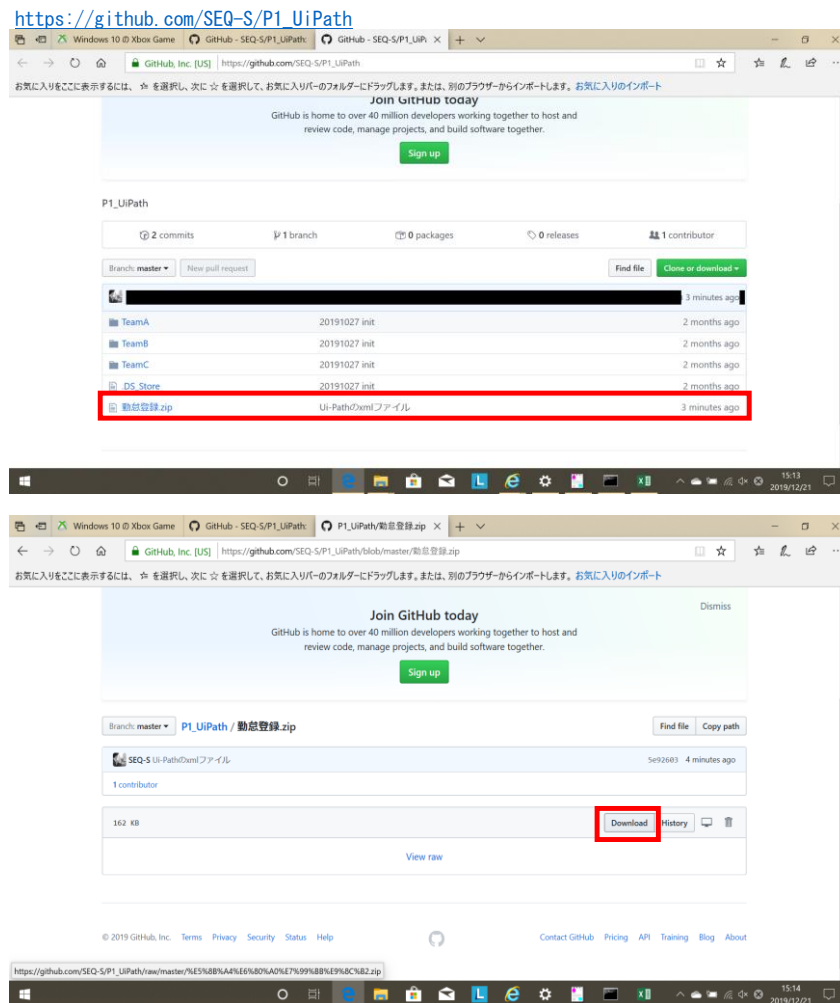 https://github.com/SEQ-S/P1_UiPath
Windows 10 の Xbox Game GitHub - SEQ-S/P1_UiPath: GitHub - SEQ-S/P1_UiPa
GitHub, Inc. [US] https://github.com/SEQ-S/P1_UiPath
お気に入りをここに表示するには、 を選択し、次に ☆ を選択して、お気に入りバーのフォルダーにドラッグします。または、別のブラウザーからインポートします。 お気に入りのインポート
Join GitHub today
GitHub is home to over 40 million developers working together to host and
review code, manage projects, and build software together.
Sign up
P1_UiPath
2 commits 1 branch 0 packages 0 releases 1 contributor
Branch: master New pull request Find file Clone or download
3 minutes ago
TeamA 20191027 init 2 months ago
TeamB 20191027 init 2 months ago
TeamC 20191027 init 2 months ago
.DS_Store 20191027 init 2 months ago
勤怠登録.zip Ui-Pathのxmlファイル 3 minutes ago
15:13
2019/12/21
Windows 10 の Xbox Game GitHub - SEQ-S/P1_UiPath: P1_UiPath/勤怠登録.zip
GitHub, Inc. [US] https://github.com/SEQ-S/P1_UiPath/blob/master/勤怠登録.zip
お気に入りをここに表示するには、 を選択し、次に ☆ を選択して、お気に入りバーのフォルダーにドラッグします。または、別のブラウザーからインポートします。 お気に入りのインポート
Dismiss
Join GitHub today
GitHub is home to over 40 million developers working together to host and
review code, manage projects, and build software together.
Sign up
Branch: master P1_UiPath / 勤怠登録.zip Find file Copy path
SEQ-S Ui-Pathのxmlファイル 5e92603 4 minutes ago
1 contributor
162 KB Download History
View raw
© 2019 GitHub, Inc. Terms Privacy Security Status Help Contact GitHub Pricing API Training Blog About
https://github.com/SEQ-S/P1_UiPath/raw/master/%E5%8B%A4%E6%80%A0%E7%99%BB%E9%8C%B2.zip
15:14
2019/12/21